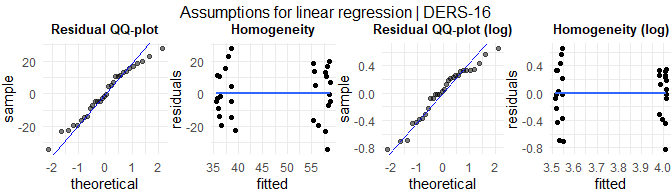 Assumptions for linear regression | DERS-16
Residual QQ-plot Homogeneity Residual QQ-plot (log) Homogeneity (log)
sample
20
0
-20
-2 -1 0 1 2
theoretical
residuals
20
0
-20
35 40 45 50 55
fitted
sample
0.4
0.0
-0.4
-0.8
-2 -1 0 1 2
theoretical
residuals
0.4
0.0
-0.4
-0.8
3.5 3.6 3.7 3.8 3.9 4.0
fitted